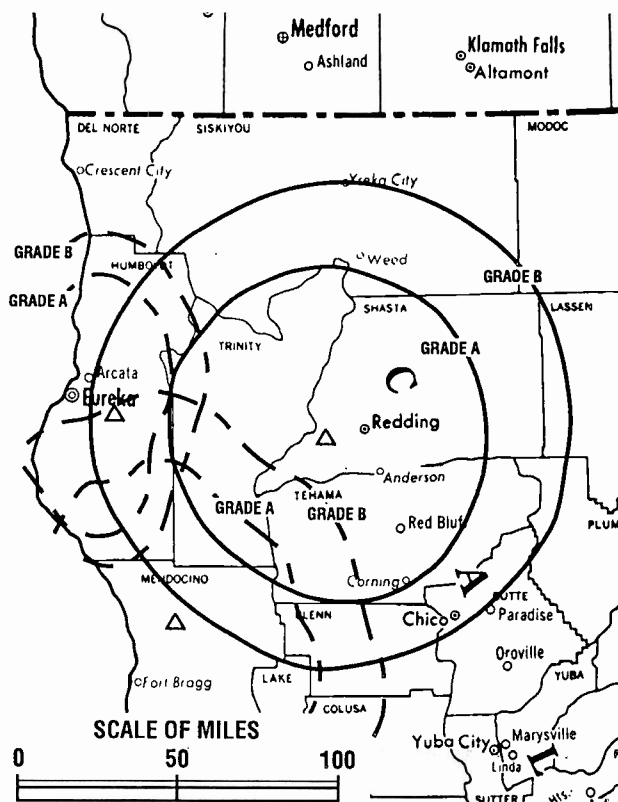 Medford
Ashland
Klamath Falls
Altamont
DEL NORTE
SISKIYOU
MODOC
Crescent City
Yreka City
GRADE B
HUMBOLDT
Weed
GRADE B
GRADE A
SHASTA
LASSEN
TRINITY
GRADE A
Arcata
Eureka
C
Redding
Anderson
TEHAMA
GRADE A
GRADE B
Red Bluff
PLUM
MENDOCINO
Corning
A
BUTTE
GLENN
Chico
Paradise
Oroville
LAKE
YUBA
Fort Bragg
COLUSA
SCALE OF MILES
Marysville
Yuba City
0 50 100
Linda
L
SUTTER